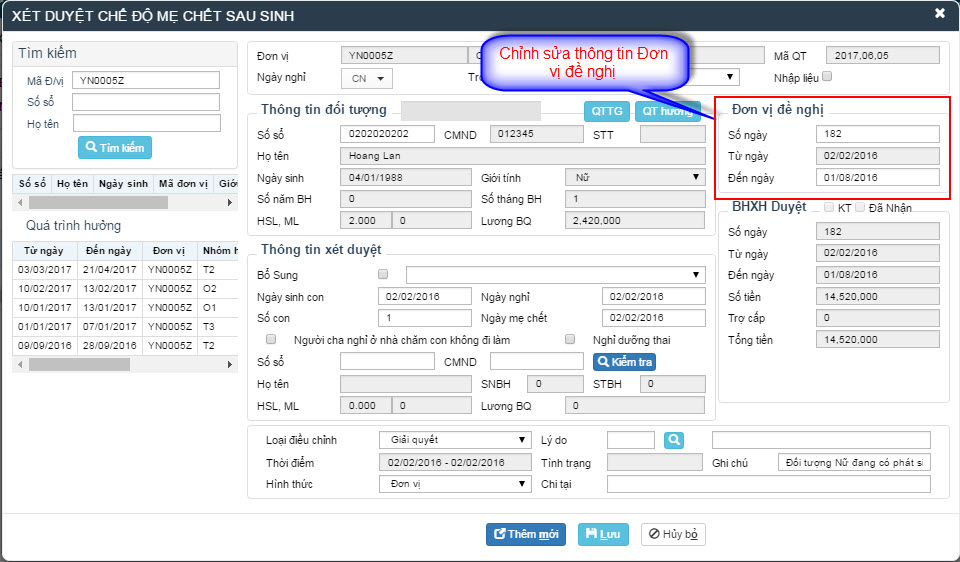 XÉT DUYỆT CHẾ ĐỘ MẸ CHẾT SAU SINH ✖
Tìm kiếm
Mã Đ/vị YN0005Z
Số sổ
Họ tên
Tìm kiếm
Số sổ Họ tên Ngày sinh Mã đơn vị Giới
Quá trình hưởng
Từ ngày Đến ngày Đơn vị Nhóm h
03/03/2017 21/04/2017 YN0005Z T2
10/02/2017 13/02/2017 YN0005Z O2
10/01/2017 13/01/2017 YN0005Z O1
01/01/2017 07/01/2017 YN0005Z T3
09/09/2016 28/09/2016 YN0005Z T2
Đơn vị YN0005Z Mã QT 2017,06,05
Ngày nghỉ CN Nhập liệu
Chỉnh sửa thông tin Đơn
vị đề nghị
Thông tin đối tượng QTTG QT hưởng
Số sổ 0202020202 CMND 012345 STT
Họ tên Hoang Lan
Ngày sinh 04/01/1988 Giới tính Nữ
Số năm BH 0 Số tháng BH 1
HSL, ML 2.000 0 Lương BQ 2,420,000
Đơn vị đề nghị
Số ngày 182
Từ ngày 02/02/2016
Đến ngày 01/08/2016
BHXH Duyệt KT Đã Nhận
Số ngày 182
Từ ngày 02/02/2016
Đến ngày 01/08/2016
Số tiền 14,520,000
Trợ cấp 0
Tổng tiền 14,520,000
Thông tin xét duyệt
Bổ Sung
Ngày sinh con 02/02/2016 Ngày nghỉ 02/02/2016
Số con 1 Ngày mẹ chết 02/02/2016
Người cha nghỉ ở nhà chăm con không đi làm Nghỉ dưỡng thai
Số sổ CMND Kiểm tra
Họ tên SNBH 0 STBH 0
HSL, ML 0.000 0 Lương BQ 0
Loại điều chỉnh Giải quyết Lý do
Thời điểm 02/02/2016 - 02/02/2016 Tình trạng Ghi chú Đối tượng Nữ đang có phát si
Hình thức Đơn vị Chi tại
Thêm mới Lưu Hủy bỏ